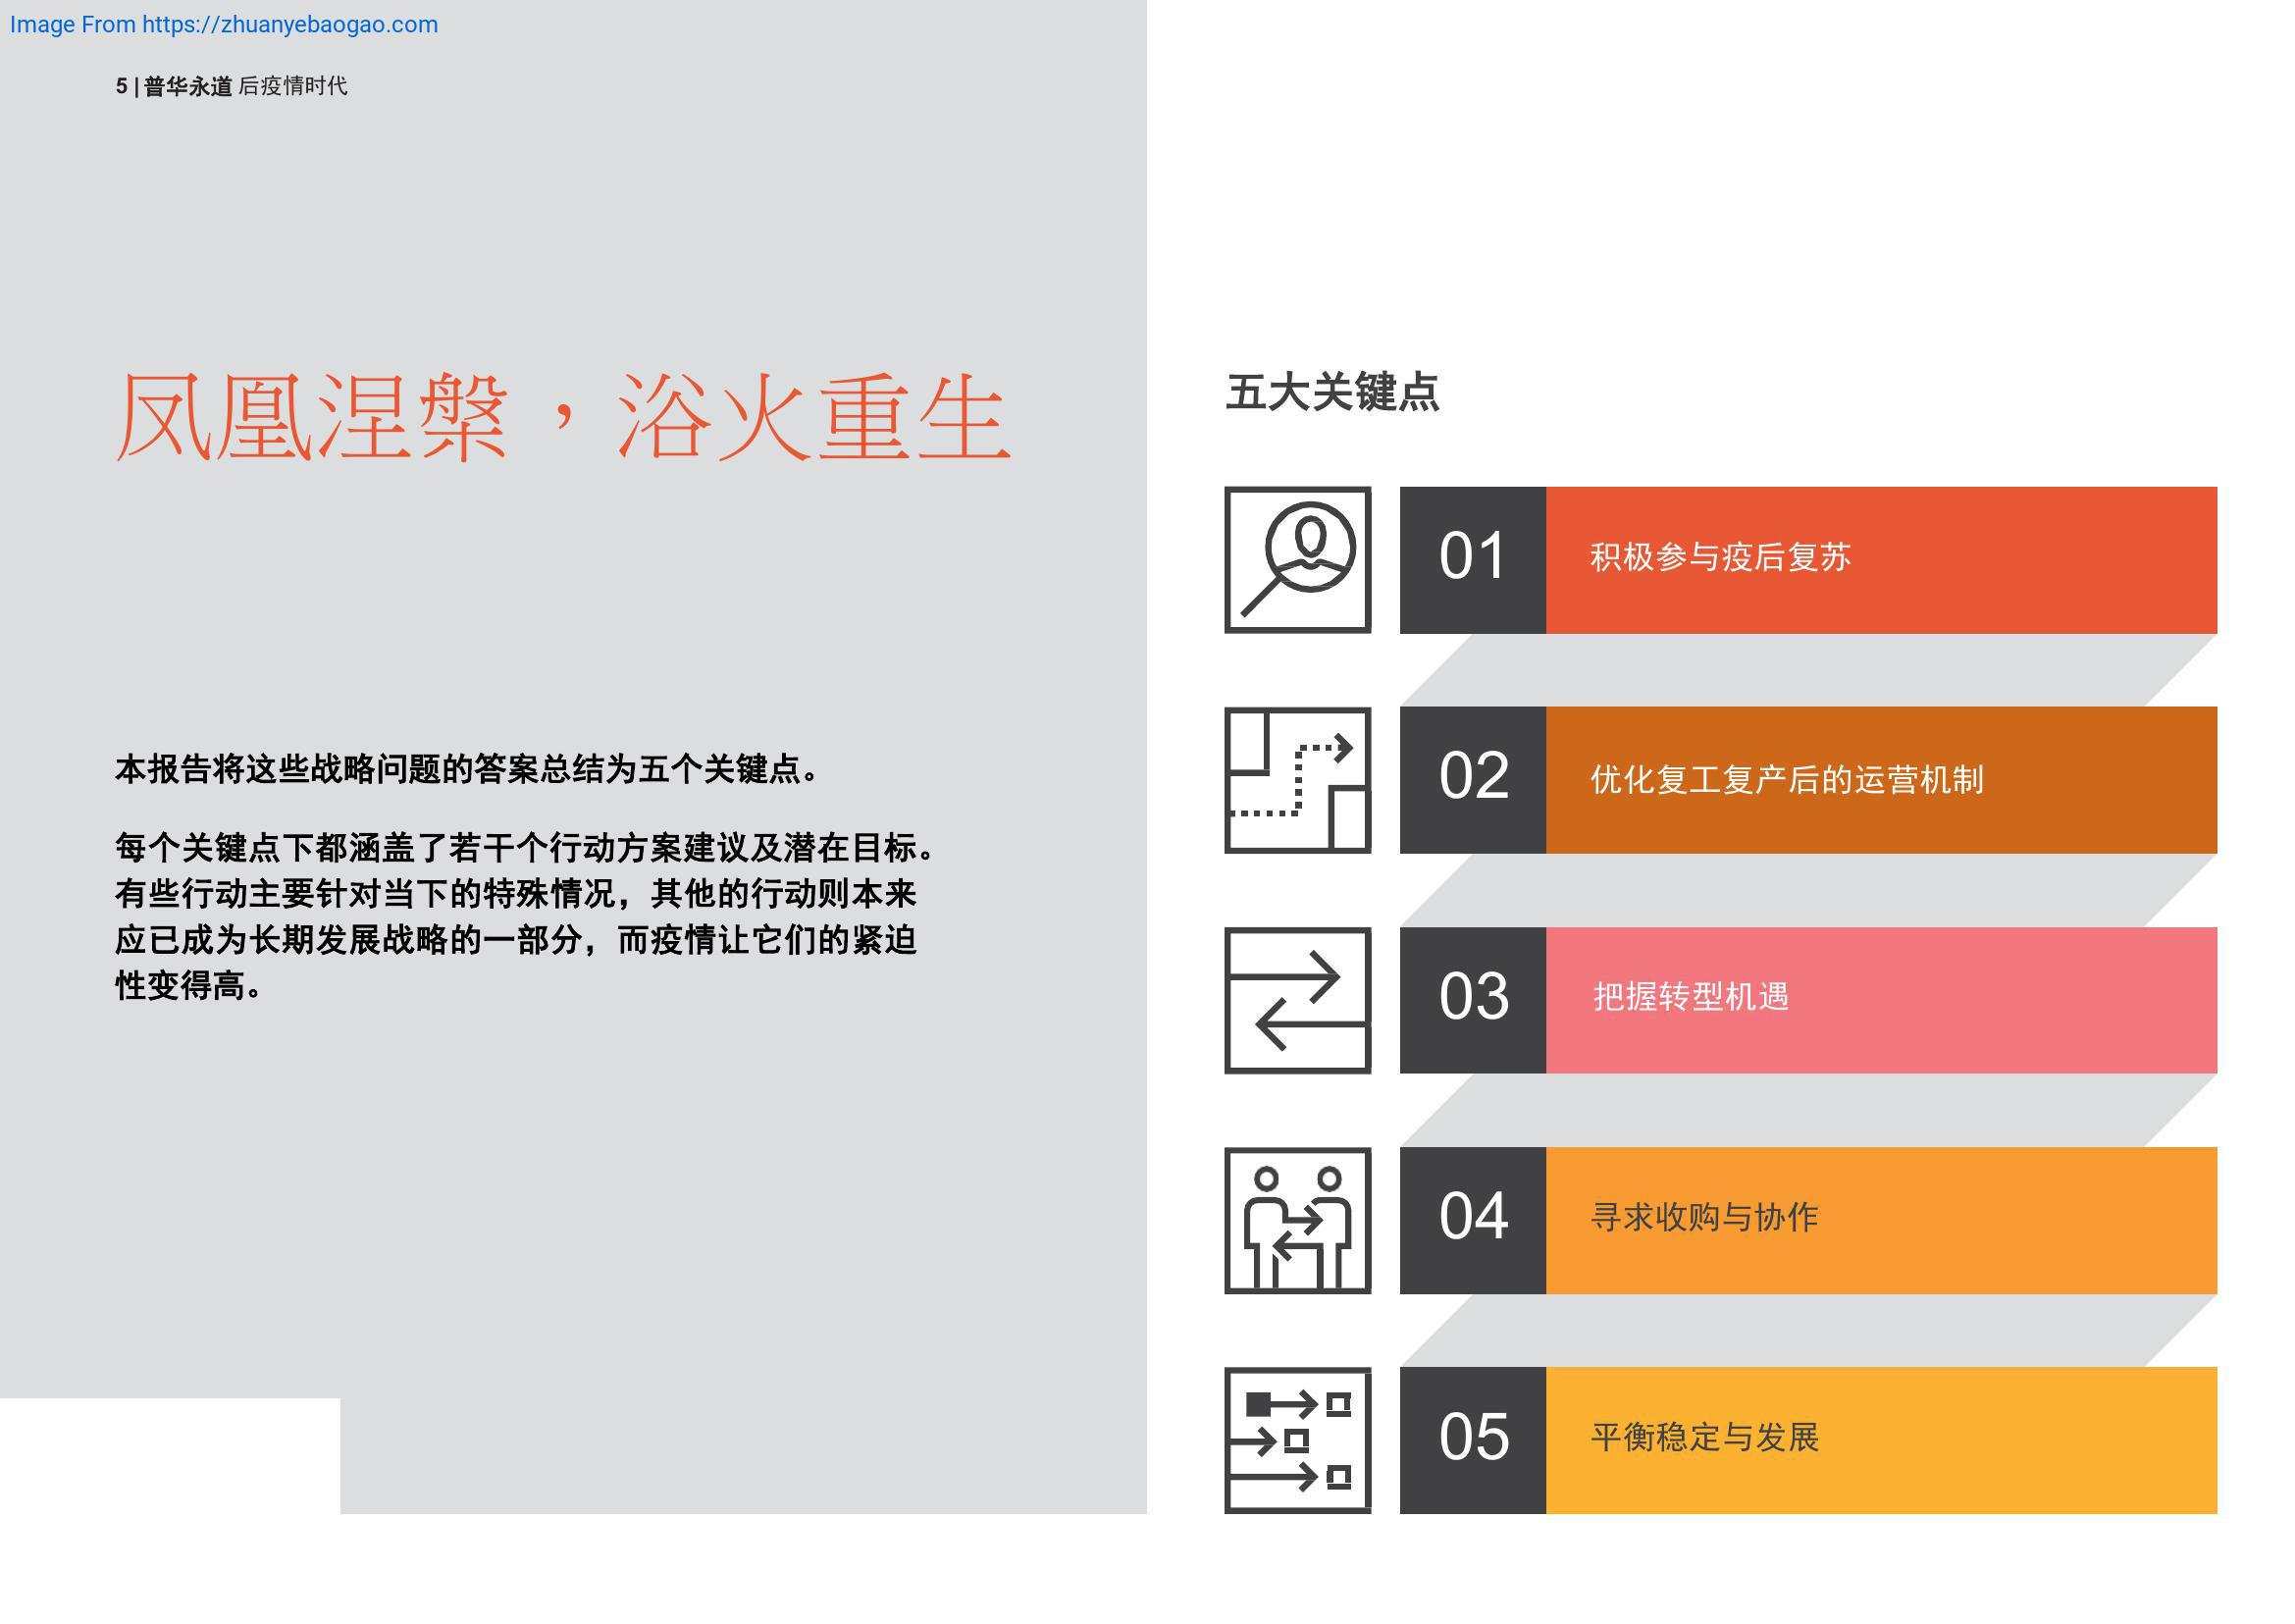 Image From https://zhuanyebaogao.com
5 | 普华永道 后疫情时代
凤凰涅槃，浴火重生
本报告将这些战略问题的答案总结为五个关键点。
每个关键点下都涵盖了若干个行动方案建议及潜在目标。
有些行动主要针对当下的特殊情况，其他的行动则本来
应已成为长期发展战略的一部分，而疫情让它们的紧迫
性变得高。
五大关键点
01 积极参与疫后复苏
02 优化复工复产后的运营机制
03 把握转型机遇
04 寻求收购与协作
05 平衡稳定与发展